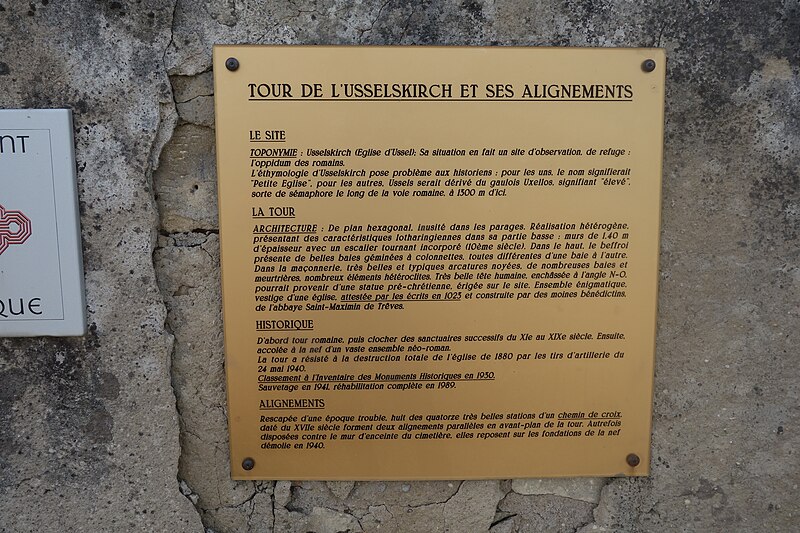 NT
QUE
TOUR DE L'USSELSKIRCH ET SES ALIGNEMENTS
LE SITE
TOPONYMIE : Usselskirch (Eglise d'Ussel); Sa situation en fait un site d'observation, de refuge :
l'oppidum des romains.
L'éthymologie d'Usselskirch pose problème aux historiens : pour les uns, le nom signifierait
"Petite Eglise", pour les autres, Ussels serait dérivé du gaulois Uxellos, signifiant "élevé",
sorte de sémaphore le long de la voie romaine, à 1500 m d'ici.
LA TOUR
ARCHITECTURE : De plan hexagonal, inusité dans les parages. Réalisation hétérogène,
présentant des caractéristiques lotharingiennes dans sa partie basse : murs de 1,40 m
d'épaisseur avec un escalier tournant incorporé (10ème siècle). Dans le haut, le beffroi
présente de belles baies géminées à colonnettes, toutes différentes d'une baie à l'autre.
Dans la maçonnerie, très belles et typiques arcatures noyées, de nombreuses baies et
meurtrières, nombreux éléments hétéroclites. Très belle tête humaine, enchâssée à l'angle N-O,
pourrait provenir d'une statue pré-chrétienne, érigée sur le site. Ensemble énigmatique,
vestige d'une église, attestée par les écrits en 1023 et construite par des moines bénédictins,
de l'abbaye Saint-Maximin de Trêves.
HISTORIQUE
D'abord tour romaine, puis clocher des sanctuaires successifs du XIe au XIXe siècle. Ensuite,
accolée à la nef d'un vaste ensemble néo-roman.
La tour a résisté à la destruction totale de l'église de 1880 par les tirs d'artillerie du
24 mai 1940.
Classement à l'Inventaire des Monuments Historiques en 1930.
Sauvetage en 1941, réhabilitation complète en 1989.
ALIGNEMENTS
Rescapée d'une époque trouble, huit des quatorze très belles stations d'un chemin de croix,
daté du XVIIe siècle forment deux alignements parallèles en avant-plan de la tour. Autrefois
disposées contre le mur d'enceinte du cimetière, elles reposent sur les fondations de la nef
démolie en 1940.